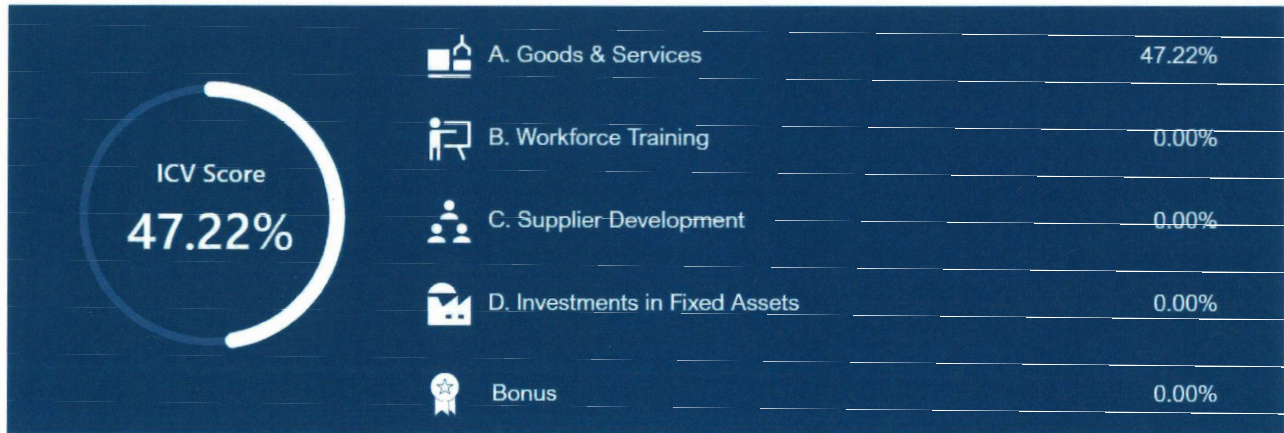 ICV Score
47.22%
A. Goods & Services 47.22%
B. Workforce Training 0.00%
C. Supplier Development 0.00%
D. Investments in Fixed Assets 0.00%
Bonus 0.00%